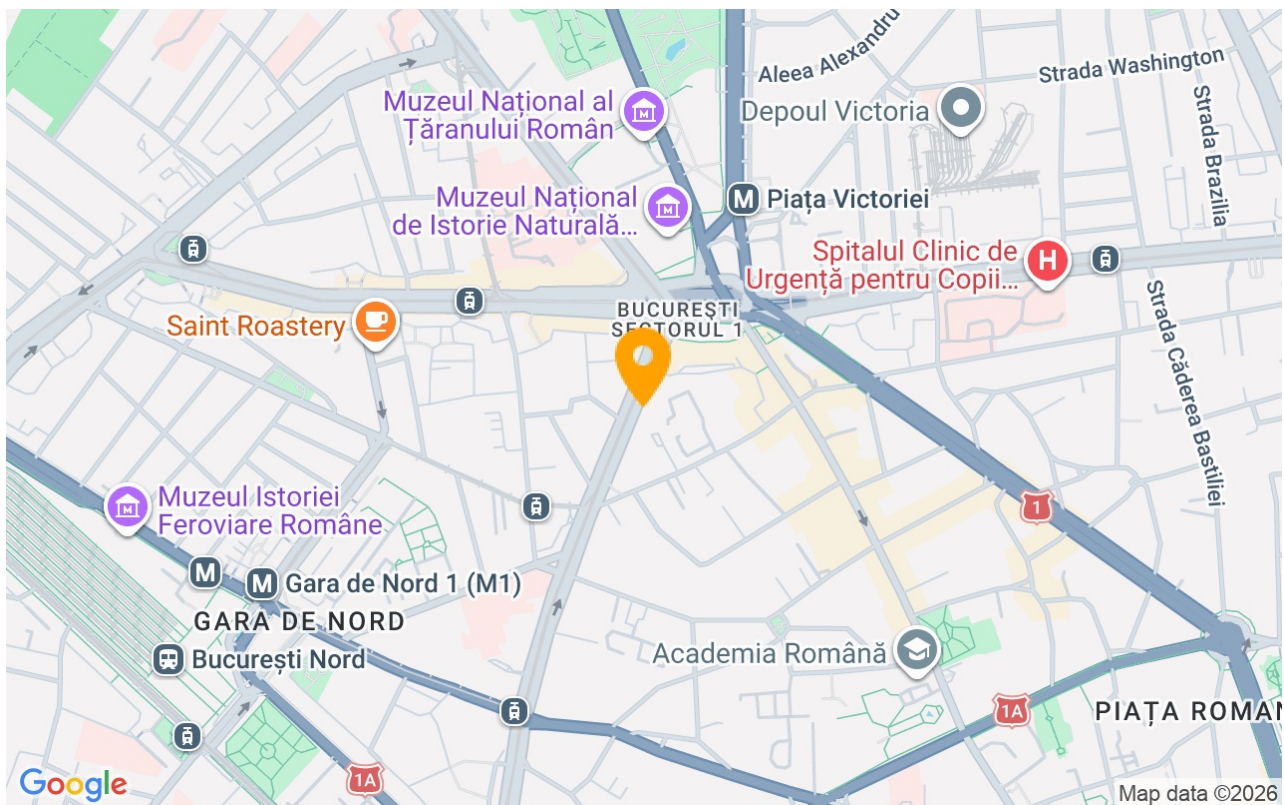 Aleea Alexandru
Strada Washington
Strada Brazilia
Muzeul Național al
Țăranului Român
Depoul Victoria
Muzeul Național
de Istorie Naturală...
M
Piața Victoriei
Spitalul Clinic de
Urgență pentru Copii...
H
Strada Căderea Bastiliei
Saint Roastery
BUCUREȘTI
SECTORUL 1
Muzeul Istoriei
Feroviare Române
1
M
M
Gara de Nord 1 (M1)
GARA DE NORD
București Nord
Academia Română
1A
PIAȚA ROMAN
1A
Google
Map data ©2026